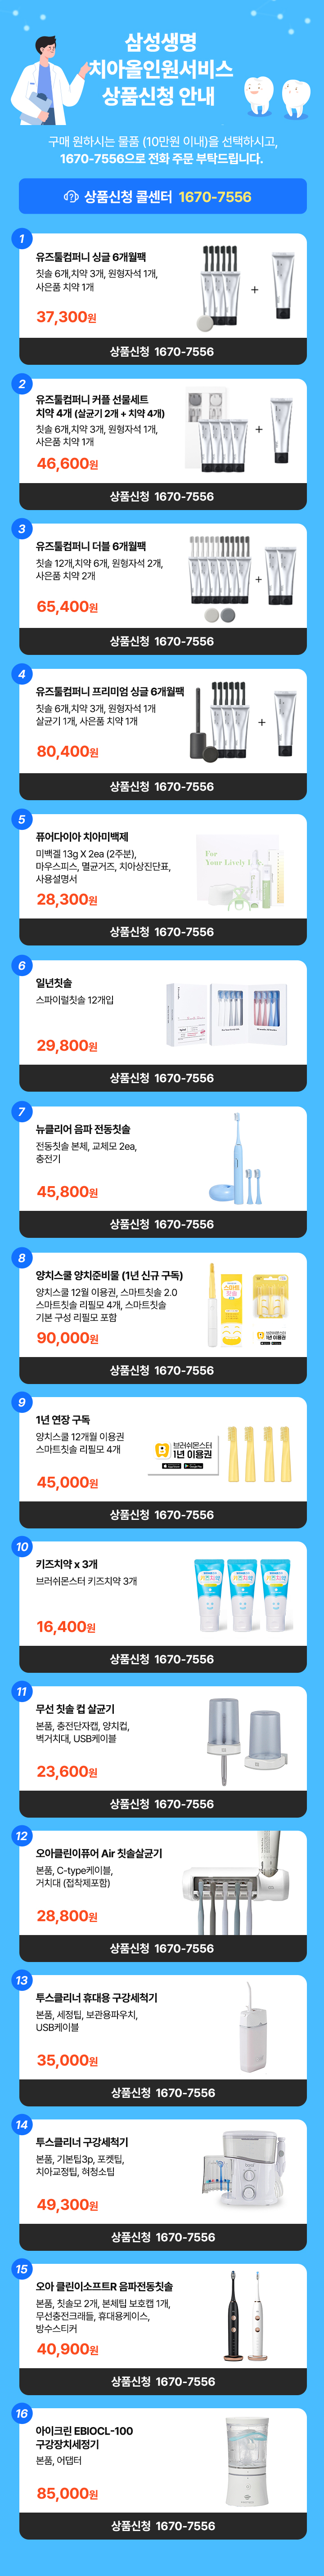 삼성생명
치아올인원서비스
상품신청 안내
구매 원하시는 물품 (10만원 이내)을 선택하시고,
1670-7556으로 전화 주문 부탁드립니다.
상품신청 콜센터 1670-7556
1
유즈툴컴퍼니 싱글 6개월팩
칫솔 6개,치약 3개, 원형자석 1개,
사은품 치약 1개
37,300원
+
상품신청 1670-7556
2
유즈툴컴퍼니 커플 선물세트
치약 4개 (살균기 2개 + 치약 4개)
칫솔 6개,치약 3개, 원형자석 1개,
사은품 치약 1개
46,600원
+
상품신청 1670-7556
3
유즈툴컴퍼니 더블 6개월팩
칫솔 12개,치약 6개, 원형자석 2개,
사은품 치약 2개
65,400원
+
상품신청 1670-7556
4
유즈툴컴퍼니 프리미엄 싱글 6개월팩
칫솔 6개,치약 3개, 원형자석 1개
살균기 1개, 사은품 치약 1개
80,400원
+
상품신청 1670-7556
5
퓨어다이아 치아미백제
미백겔 13g X 2ea (2주분),
마우스피스, 멸균거즈, 치아상진단표,
사용설명서
28,300원
For
Your Lively
상품신청 1670-7556
6
일년칫솔
스파이럴칫솔 12개입
29,800원
상품신청 1670-7556
7
뉴클리어 음파 전동칫솔
전동칫솔 본체, 교체모 2ea,
충전기
45,800원
상품신청 1670-7556
8
양치스쿨 양치준비물 (1년 신규 구독)
양치스쿨 12월 이용권, 스마트칫솔 2.0
스마트칫솔 리필모 4개, 스마트칫솔
기본 구성 리필모 포함
90,000원
스마트
칫솔
브러쉬몬스터
1년 이용권
상품신청 1670-7556
9
1년 연장 구독
양치스쿨 12개월 이용권
스마트칫솔 리필모 4개
45,000원
브러쉬몬스터
1년 이용권
상품신청 1670-7556
10
키즈치약 x 3개
브러쉬몬스터 키즈치약 3개
16,400원
키즈치약
키즈치약
키즈치약
상품신청 1670-7556
11
무선 칫솔 컵 살균기
본품, 충전단자캡, 양치컵,
벽거치대, USB케이블
23,600원
상품신청 1670-7556
12
오아클린이퓨어 Air 칫솔살균기
본품, C-type케이블,
거치대 (접착제포함)
28,800원
상품신청 1670-7556
13
투스클리너 휴대용 구강세척기
본품, 세정팁, 보관용파우치,
USB케이블
35,000원
상품신청 1670-7556
14
투스클리너 구강세척기
본품, 기본팁3p, 포켓팁,
치아교정팁, 혀청소팁
49,300원
상품신청 1670-7556
15
오아 클린이소프트R 음파전동칫솔
본품, 칫솔모 2개, 본체팁 보호캡 1개,
무선충전크래들, 휴대용케이스,
방수스티커
40,900원
상품신청 1670-7556
16
아이크린 EBIOCL-100
구강장치세정기
본품, 어댑터
85,000원
상품신청 1670-7556